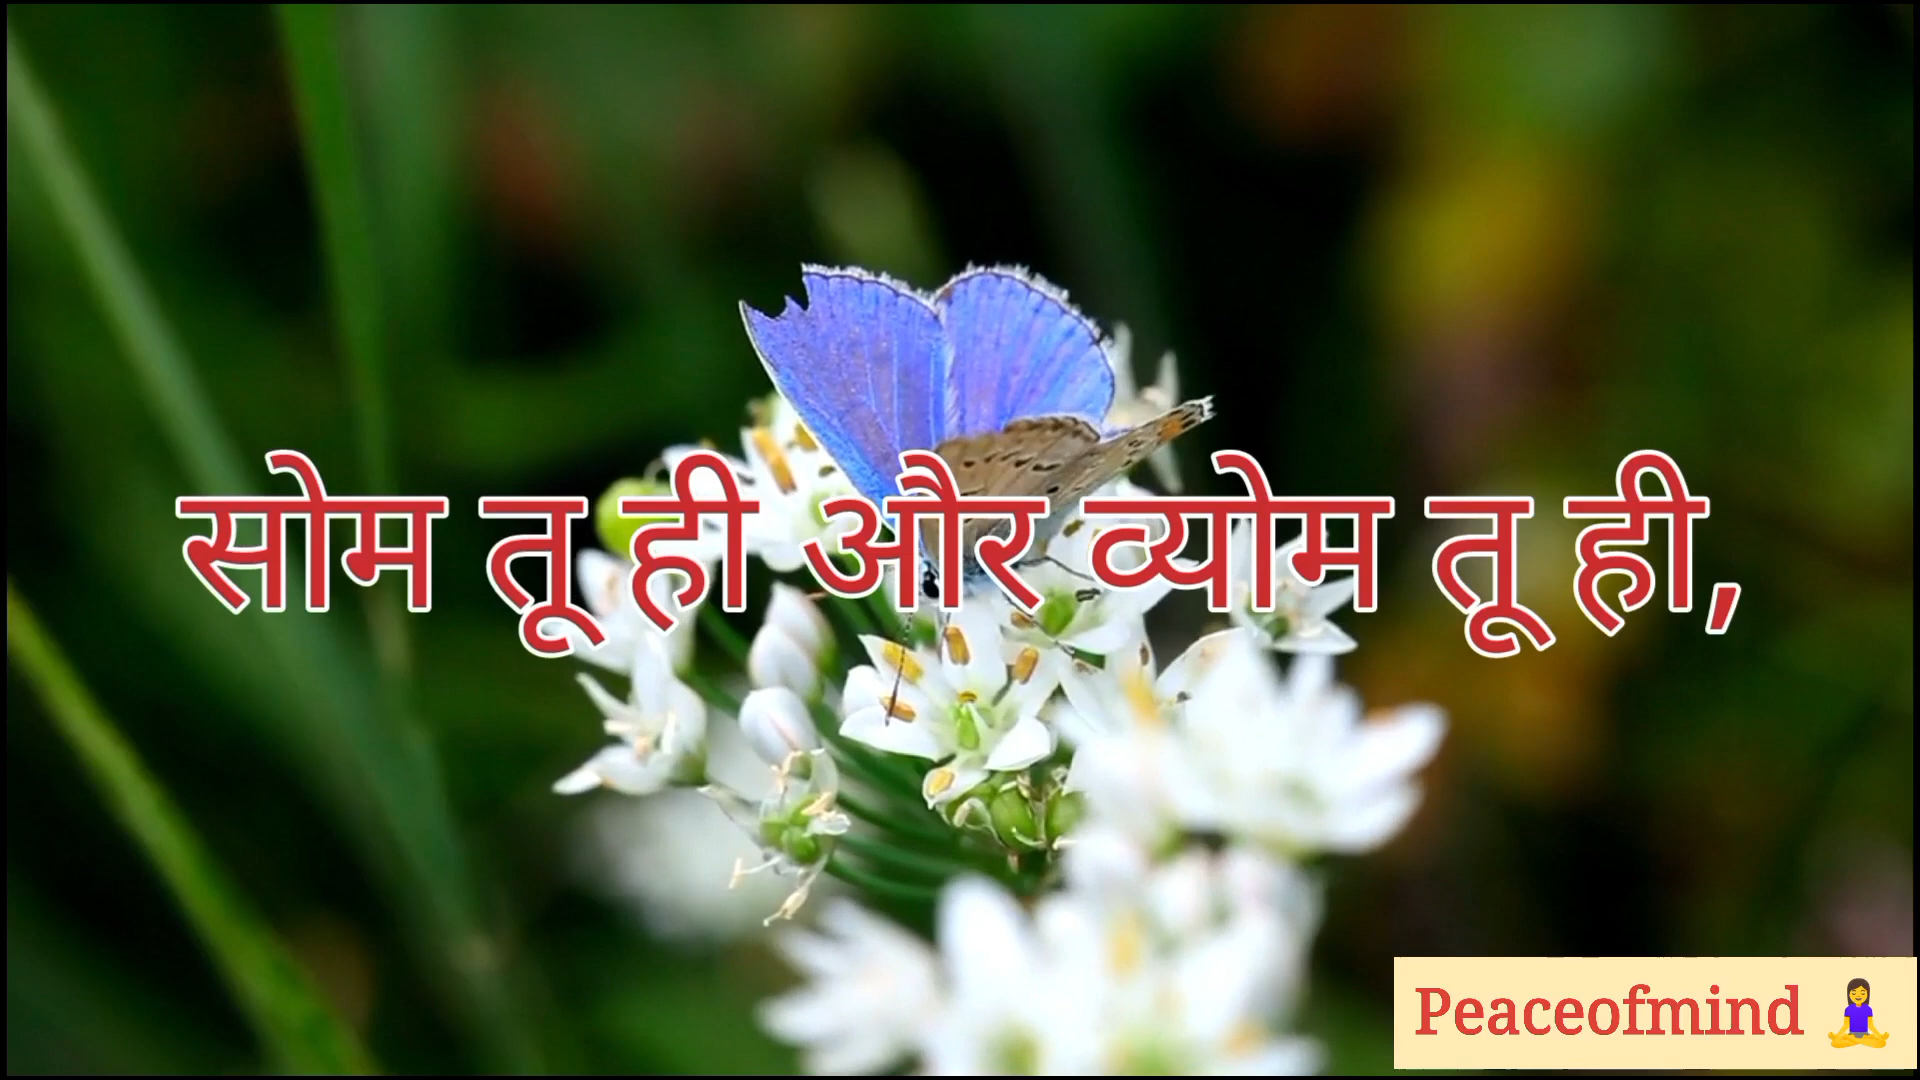 सोम तू ही और व्योम तू ही,
Peaceofmind